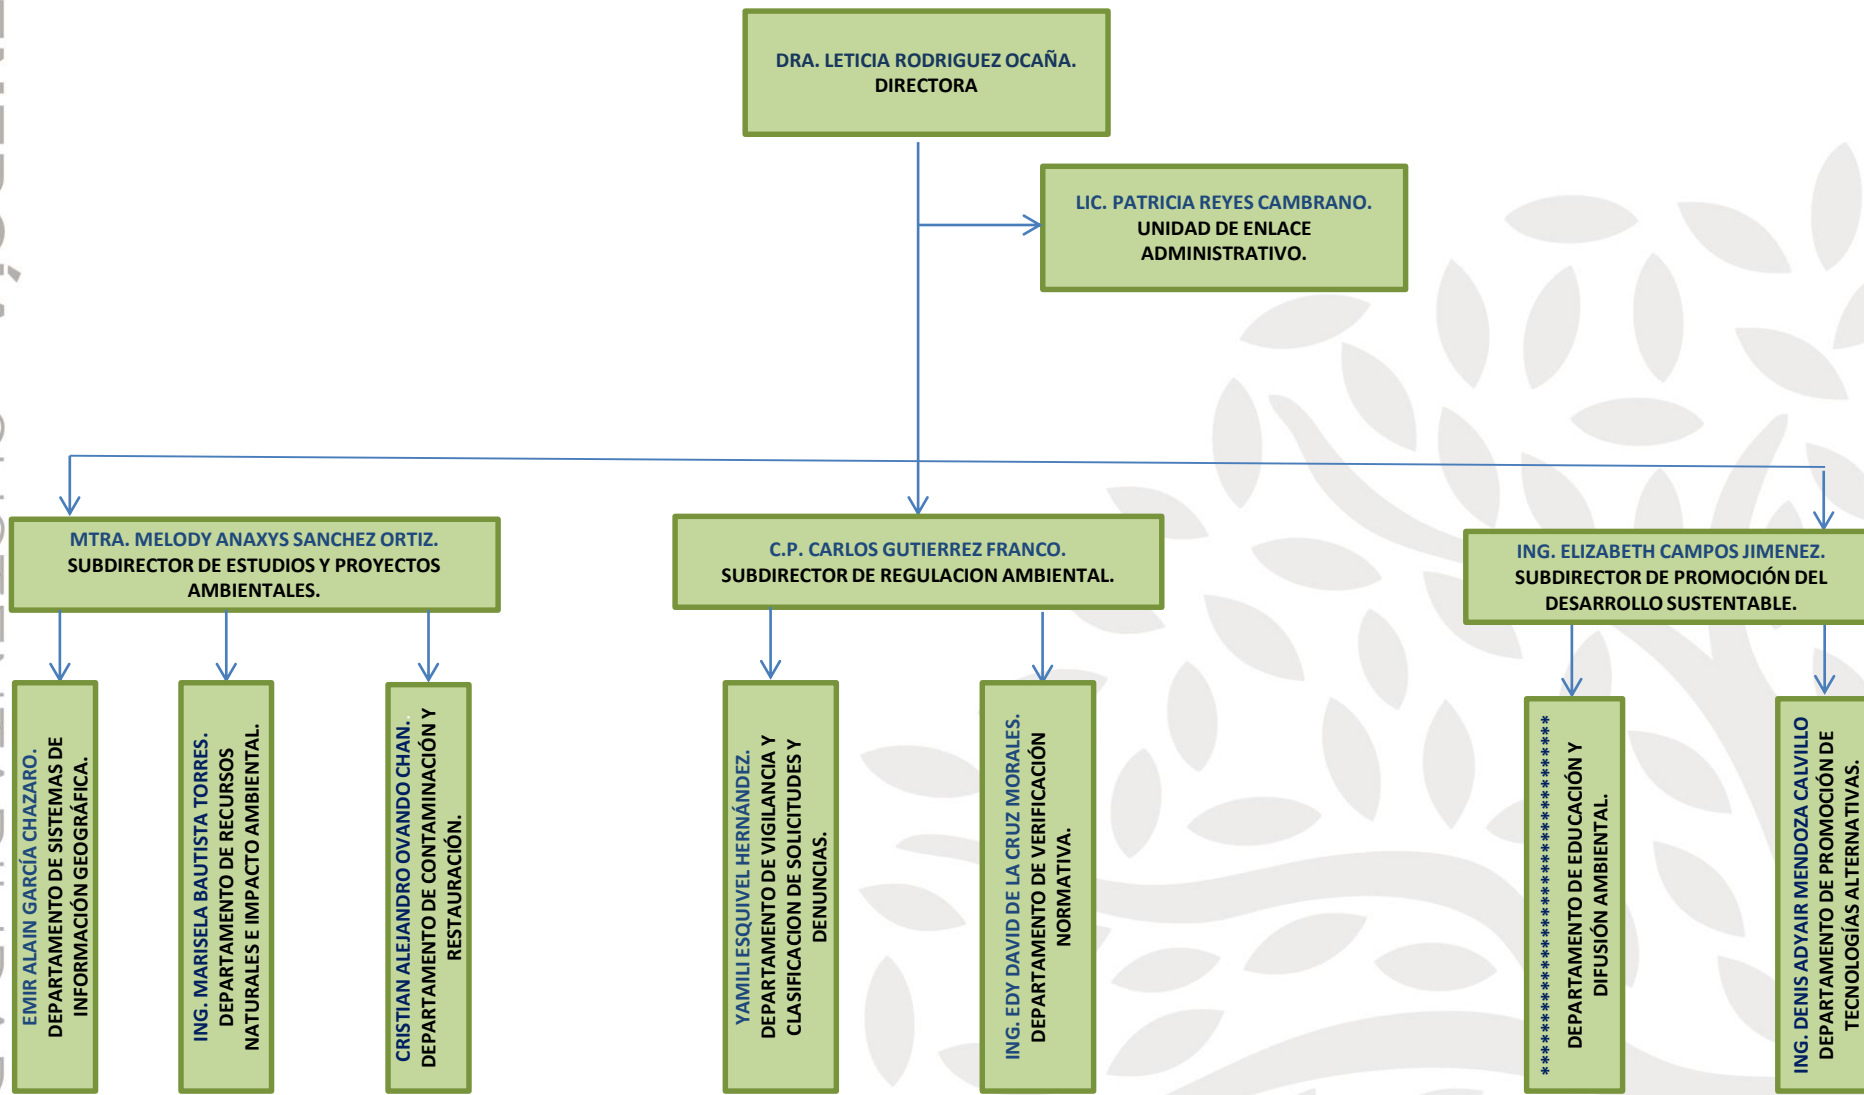 DRA. LETICIA RODRIGUEZ OCAÑA.
DIRECTORA
LIC. PATRICIA REYES CAMBRANO.
UNIDAD DE ENLACE
ADMINISTRATIVO.
MTRA. MELODY ANAXYS SANCHEZ ORTIZ.
SUBDIRECTOR DE ESTUDIOS Y PROYECTOS
AMBIENTALES.
C.P. CARLOS GUTIERREZ FRANCO.
SUBDIRECTOR DE REGULACION AMBIENTAL.
ING. ELIZABETH CAMPOS JIMENEZ.
SUBDIRECTOR DE PROMOCIÓN DEL
DESARROLLO SUSTENTABLE.
EMIR ALAIN GARCÍA CHAZARO.
DEPARTAMENTO DE SISTEMAS DE
INFORMACIÓN GEOGRÁFICA.
ING. MARISELA BAUTISTA TORRES.
DEPARTAMENTO DE RECURSOS
NATURALES E IMPACTO AMBIENTAL.
CRISTIAN ALEJANDRO OVANDO CHAN.
DEPARTAMENTO DE CONTAMINACIÓN Y
RESTAURACIÓN.
YAMILI ESQUIVEL HERNÁNDEZ.
DEPARTAMENTO DE VIGILANCIA Y
CLASIFICACION DE SOLICITUDES Y
DENUNCIAS.
ING. EDY DAVID DE LA CRUZ MORALES.
DEPARTAMENTO DE VERIFICACIÓN
NORMATIVA.
************************************
DEPARTAMENTO DE EDUCACIÓN Y
DIFUSIÓN AMBIENTAL.
ING. DENIS ADYAIR MENDOZA CALVILLO
DEPARTAMENTO DE PROMOCIÓN DE
TECNOLOGÍAS ALTERNATIVAS.